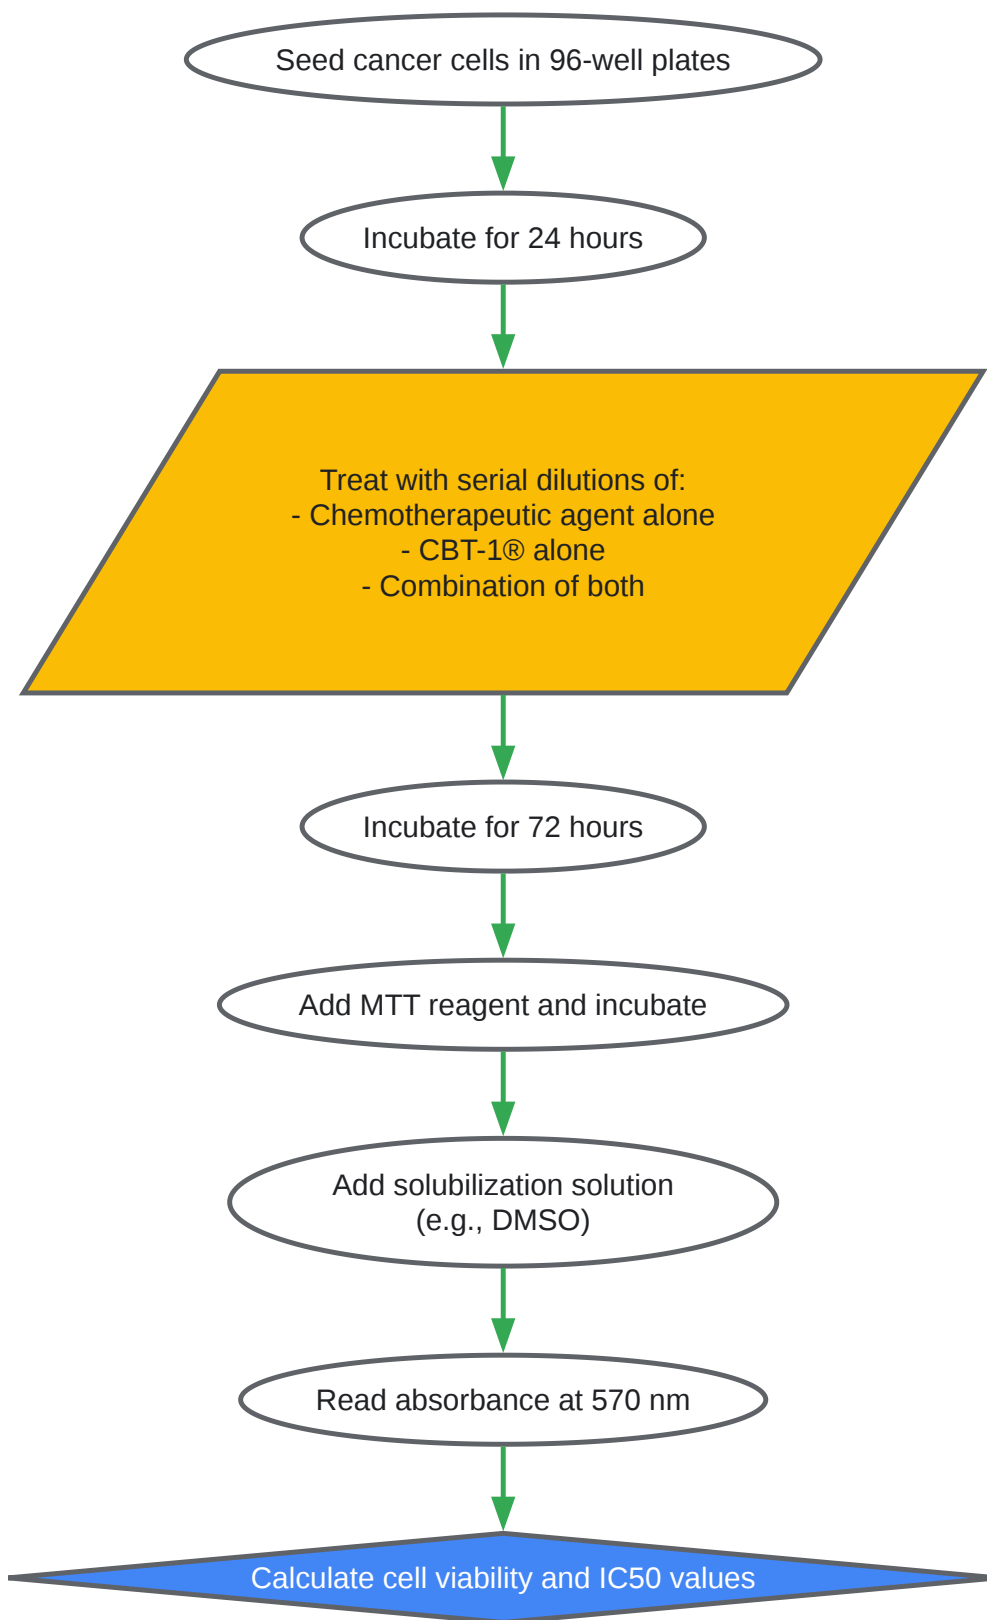 Seed cancer cells in 96-well plates
Incubate for 24 hours
Treat with serial dilutions of:
- Chemotherapeutic agent alone
- CBT-1® alone
- Combination of both
Incubate for 72 hours
Add MTT reagent and incubate
Add solubilization solution
(e.g., DMSO)
Read absorbance at 570 nm
Calculate cell viability and IC50 values